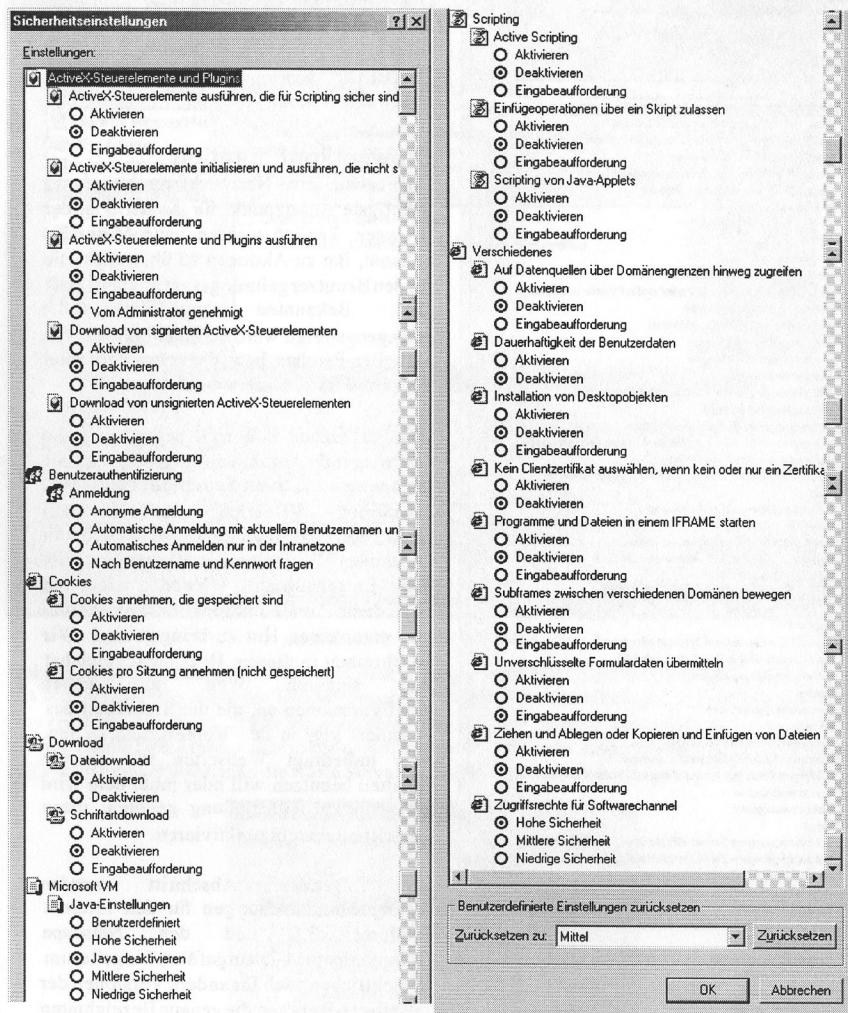 Sicherheitseinstellungen
Einstellungen:
ActiveX-Steuerelemente und Plugins
ActiveX-Steuerelemente ausführen, die für Scripting sicher sind
Aktivieren
Deaktivieren
Eingabeaufforderung
ActiveX-Steuerelemente initialisieren und ausführen, die nicht s
Aktivieren
Deaktivieren
Eingabeaufforderung
ActiveX-Steuerelemente und Plugins ausführen
Aktivieren
Deaktivieren
Eingabeaufforderung
Vom Administrator genehmigt
Download von signierten ActiveX-Steuerelementen
Aktivieren
Deaktivieren
Eingabeaufforderung
Download von unsignierten ActiveX-Steuerelementen
Aktivieren
Deaktivieren
Eingabeaufforderung
Benutzerauthentifizierung
Anmeldung
Anonyme Anmeldung
Automatische Anmeldung mit aktuellem Benutzernamen un
Automatisches Anmelden nur in der Intranetzone
Nach Benutzername und Kennwort fragen
Cookies
Cookies annehmen, die gespeichert sind
Aktivieren
Deaktivieren
Eingabeaufforderung
Cookies pro Sitzung annehmen (nicht gespeichert)
Aktivieren
Deaktivieren
Eingabeaufforderung
Download
Dateidownload
Aktivieren
Deaktivieren
Schriftartdownload
Aktivieren
Deaktivieren
Eingabeaufforderung
Microsoft VM
Java-Einstellungen
Benutzerdefiniert
Hohe Sicherheit
Java deaktivieren
Mittlere Sicherheit
Niedrige Sicherheit
Scripting
Active Scripting
Aktivieren
Deaktivieren
Eingabeaufforderung
Einfügeoperationen über ein Skript zulassen
Aktivieren
Deaktivieren
Eingabeaufforderung
Scripting von Java-Applets
Aktivieren
Deaktivieren
Eingabeaufforderung
Verschiedenes
Auf Datenquellen über Domänengrenzen hinweg zugreifen
Aktivieren
Deaktivieren
Eingabeaufforderung
Dauerhaftigkeit der Benutzerdaten
Aktivieren
Deaktivieren
Installation von Desktopobjekten
Aktivieren
Deaktivieren
Eingabeaufforderung
Kein Clientzertifikat auswählen, wenn kein oder nur ein Zertifika
Aktivieren
Deaktivieren
Programme und Dateien in einem IFRAME starten
Aktivieren
Deaktivieren
Eingabeaufforderung
Subframes zwischen verschiedenen Domänen bewegen
Aktivieren
Deaktivieren
Eingabeaufforderung
Unverschlüsselte Formulardaten übermitteln
Aktivieren
Deaktivieren
Eingabeaufforderung
Ziehen und Ablegen oder Kopieren und Einfügen von Dateien
Aktivieren
Deaktivieren
Eingabeaufforderung
Zugriffsrechte für Softwarechannel
Hohe Sicherheit
Mittlere Sicherheit
Niedrige Sicherheit
Benutzerdefinierte Einstellungen zurücksetzen
Zurücksetzen zu: Mittel Zurücksetzen
OK Abbrechen